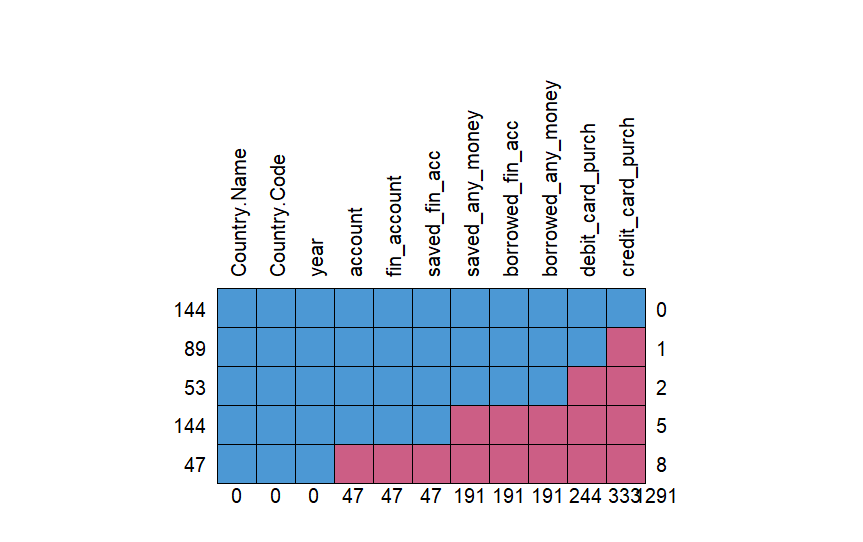 Country.Name Country.Code year account fin_account saved_fin_acc saved_any_money borrowed_fin_acc borrowed_any_money debit_card_purch credit_card_purch
144 0
89 1
53 2
144 5
47 8
0 0 0 47 47 47 191 191 191 244 333 1291